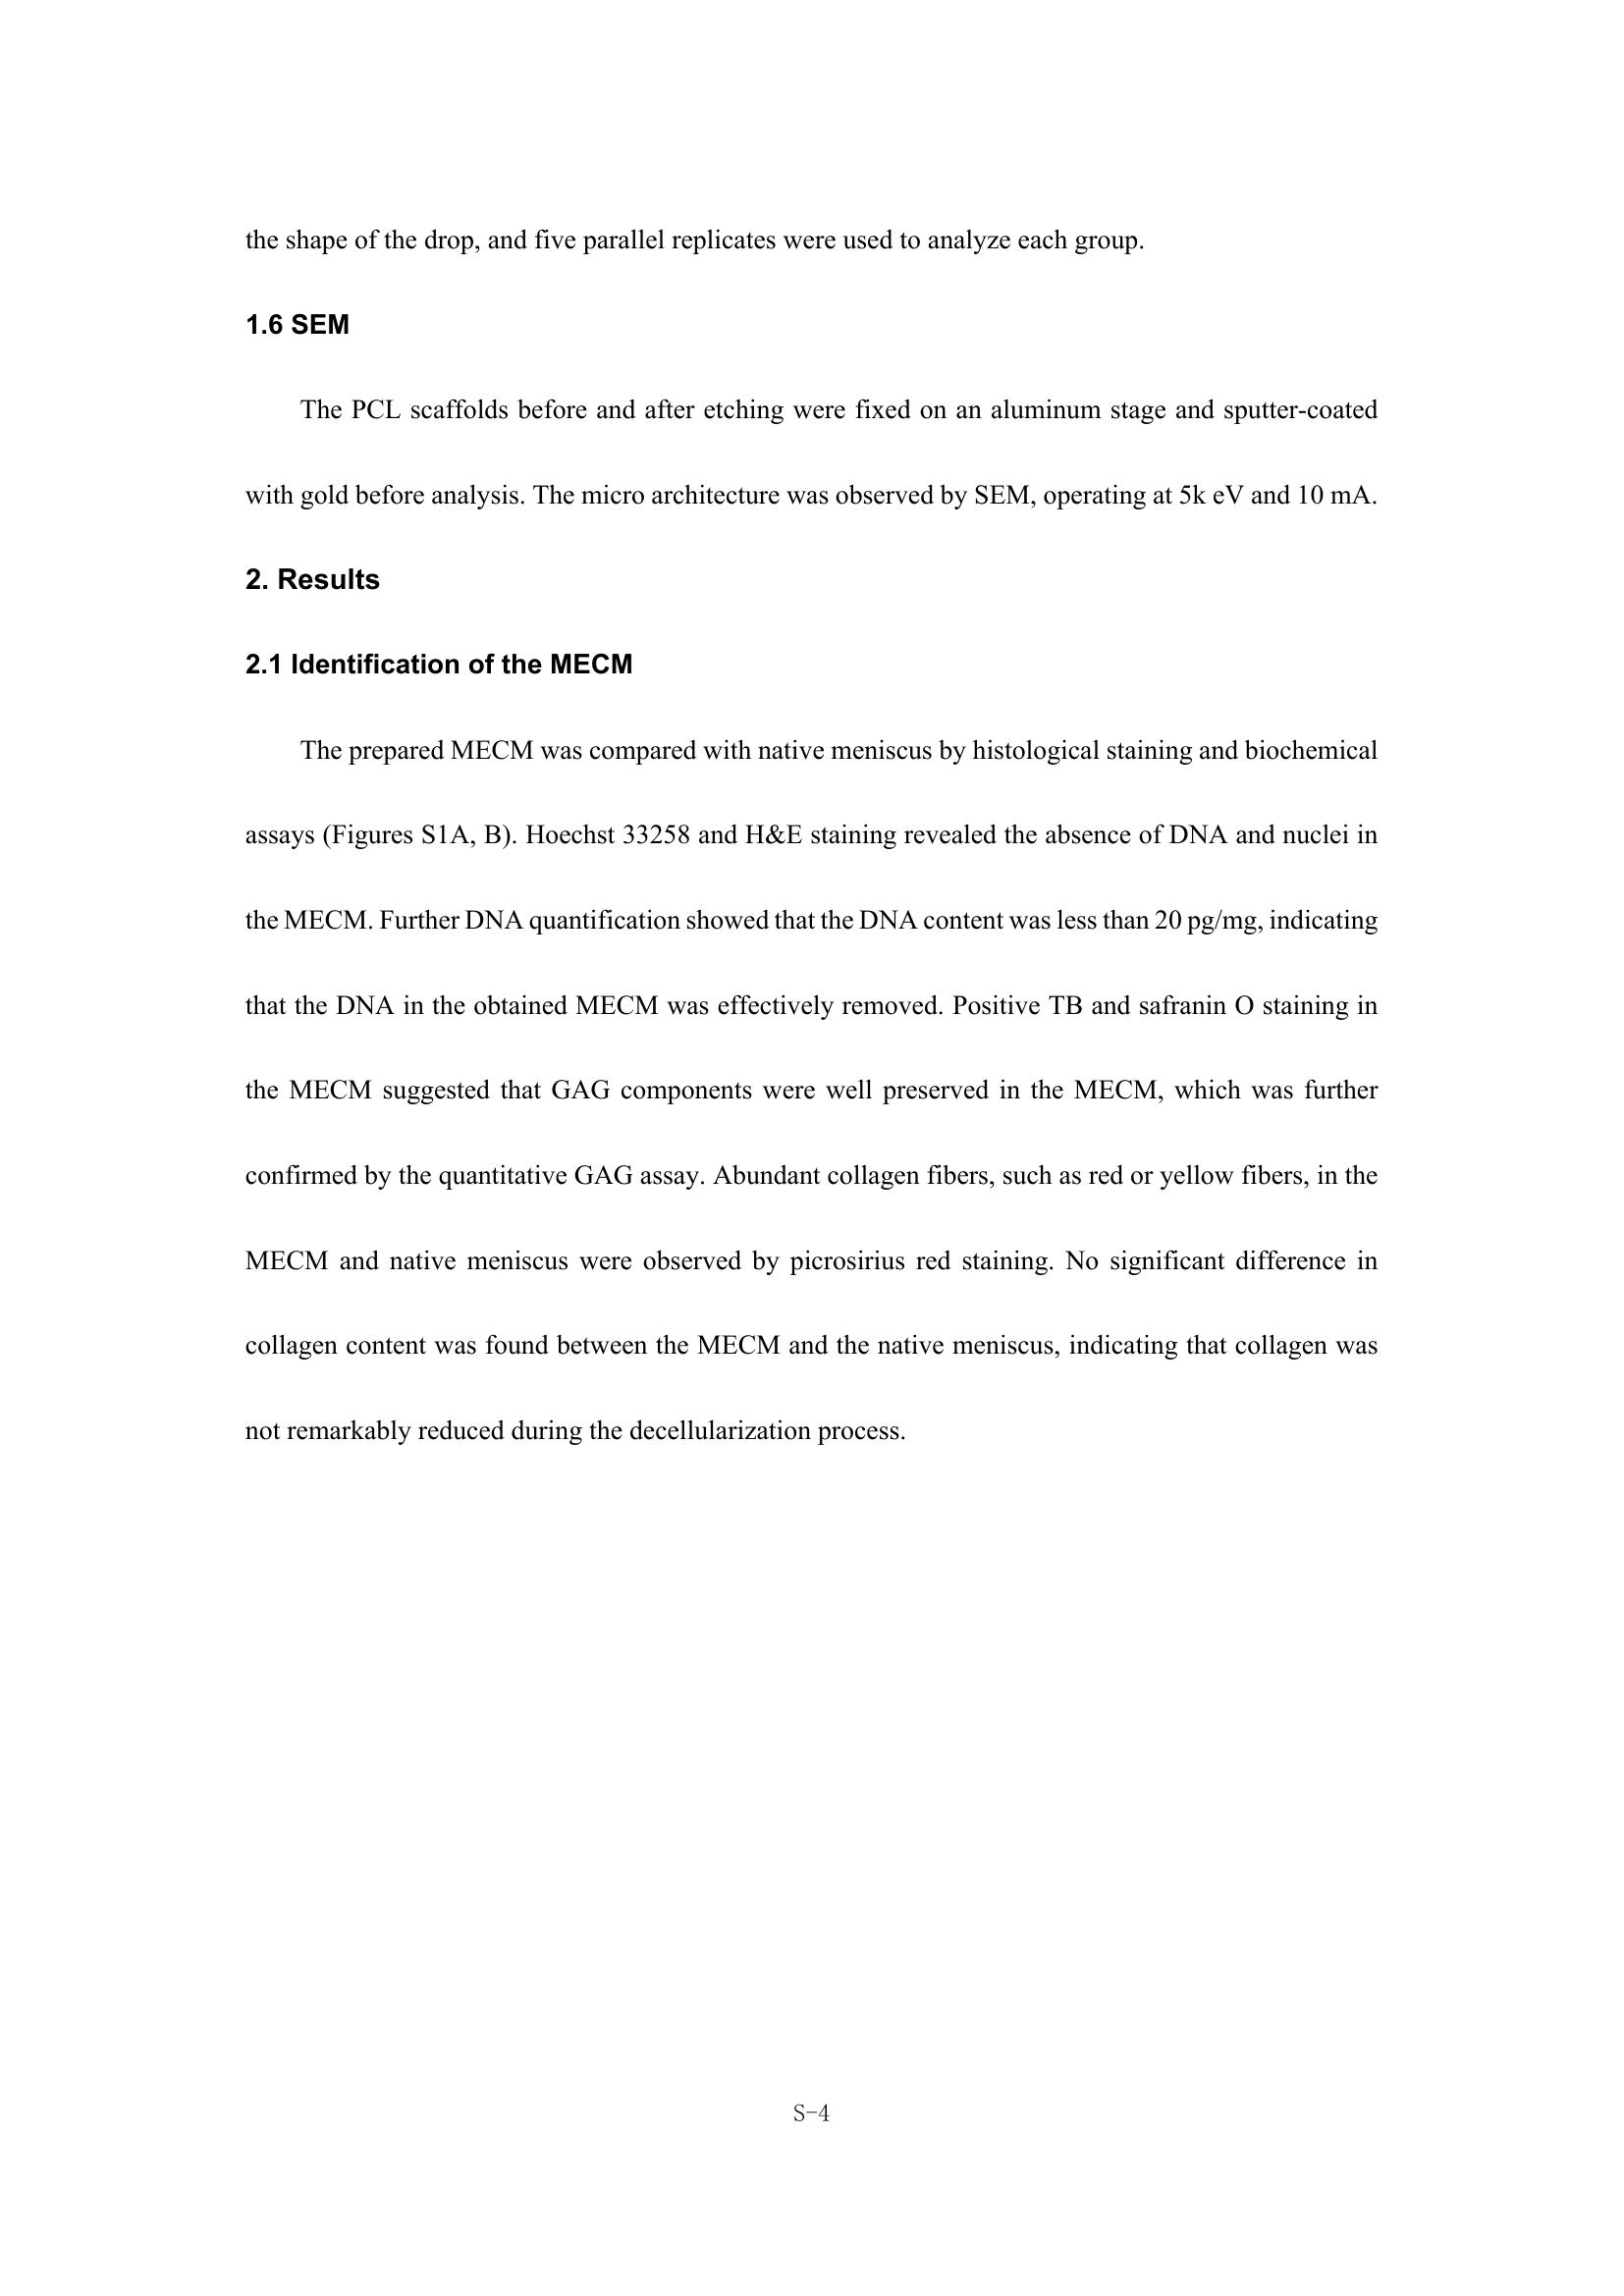 the shape of the drop, and five parallel replicates were used to analyze each group.
1.6 SEM
The PCL scaffolds before and after etching were fixed on an aluminum stage and sputter-coated
with gold before analysis. The micro architecture was observed by SEM, operating at 5k eV and 10 mA.
2. Results
2.1 Identification of the MECM
The prepared MECM was compared with native meniscus by histological staining and biochemical
assays (Figures S1A, B). Hoechst 33258 and H&E staining revealed the absence of DNA and nuclei in
the MECM. Further DNA quantification showed that the DNA content was less than 20 pg/mg, indicating
that the DNA in the obtained MECM was effectively removed. Positive TB and safranin O staining in
the MECM suggested that GAG components were well preserved in the MECM, which was further
confirmed by the quantitative GAG assay. Abundant collagen fibers, such as red or yellow fibers, in the
MECM and native meniscus were observed by picrosirius red staining. No significant difference in
collagen content was found between the MECM and the native meniscus, indicating that collagen was
not remarkably reduced during the decellularization process.
S-4